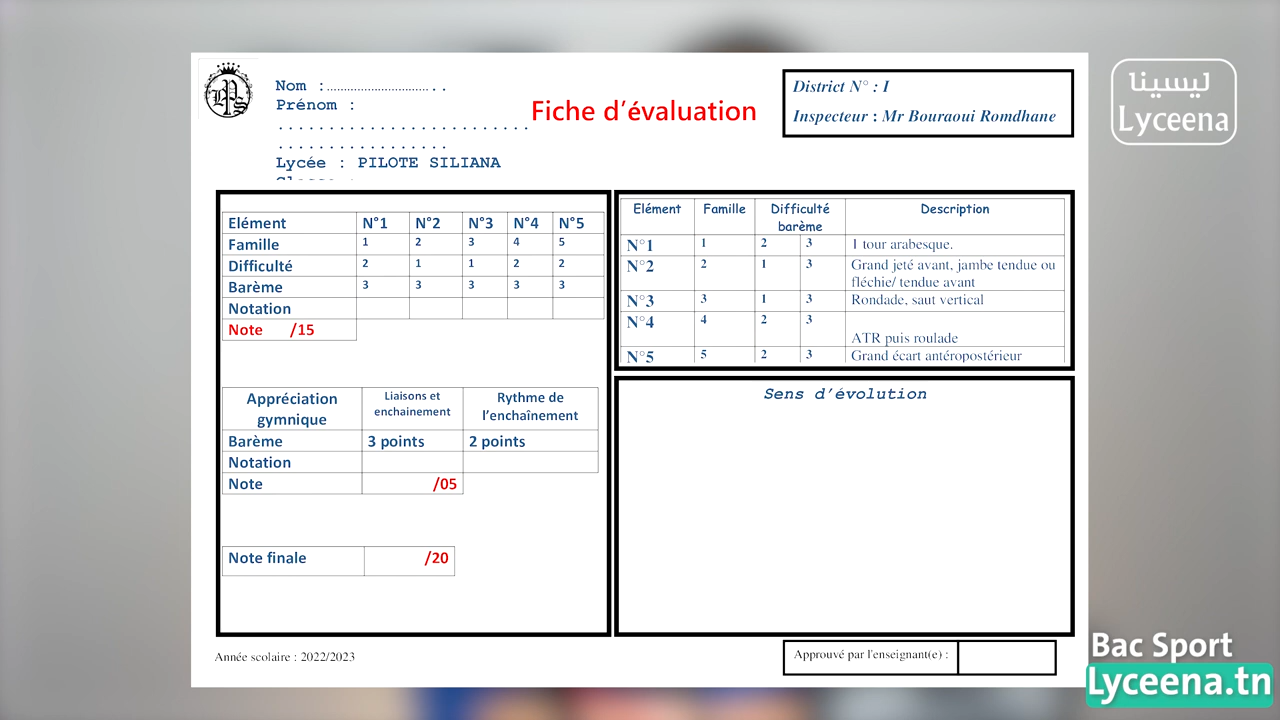 Nom :................................
Prénom :
.........................
.................
Lycée : PILOTE SILIANA
Fiche d'évaluation
District N° : I
Inspecteur : Mr Bouraoui Romdhane
ليسينا
Lyceena
Elément N°1 N°2 N°3 N°4 N°5
Famille 1 2 3 4 5
Difficulté 2 1 1 2 2
Barème 3 3 3 3 3
Notation
Note /15
Appréciation gymnique Liaisons et enchainement Rythme de l'enchaînement
Barème 3 points 2 points
Notation
Note /05
Note finale /20
Elément Famille Difficulté barème Description
N°1 1 2 3 1 tour arabesque.
N°2 2 1 3 Grand jeté avant, jambe tendue ou
fléchie/ tendue avant
N°3 3 1 3 Rondade, saut vertical
N°4 4 2 3 ATR puis roulade
N°5 5 2 3 Grand écart antéropostérieur
Sens d'évolution
Année scolaire : 2022/2023
Approuvé par l'enseignant(e) :
Bac Sport
Lyceena.tn